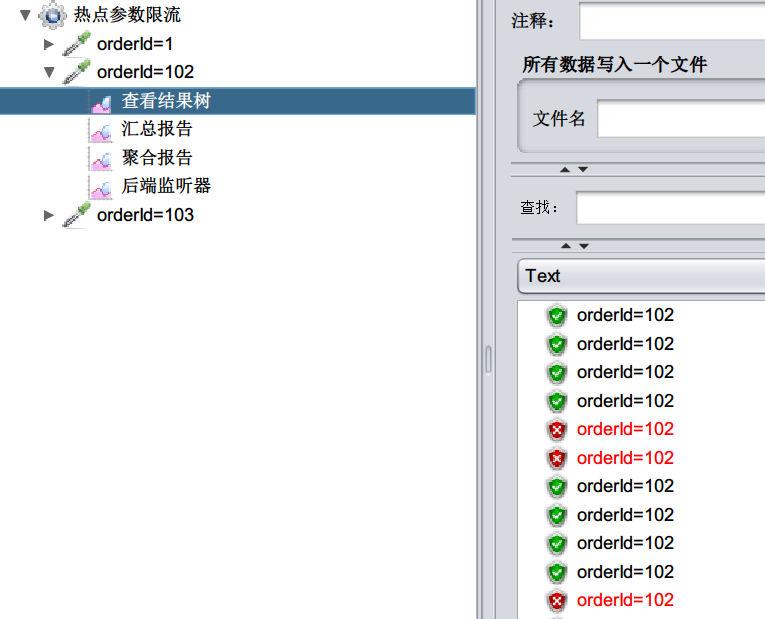 热点参数限流
orderId=1
orderId=102
查看结果树
汇总报告
聚合报告
后端监听器
orderId=103
注释：
所有数据写入一个文件
文件名
查找：
Text
orderId=102
orderId=102
orderId=102
orderId=102
orderId=102
orderId=102
orderId=102
orderId=102
orderId=102
orderId=102
orderId=102